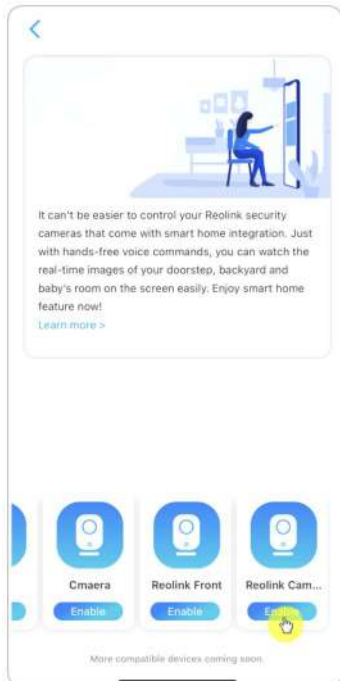 It can't be easier to control your Reolink security
cameras that come with smart home integration. Just
with hands-free voice commands, you can watch the
real-time images of your doorstep, backyard and
baby's room on the screen easily. Enjoy smart home
feature now!
Learn more >
Cmaera Reolink Front Reolink Cam...
Enable Enable Enable
More compatible devices coming soon